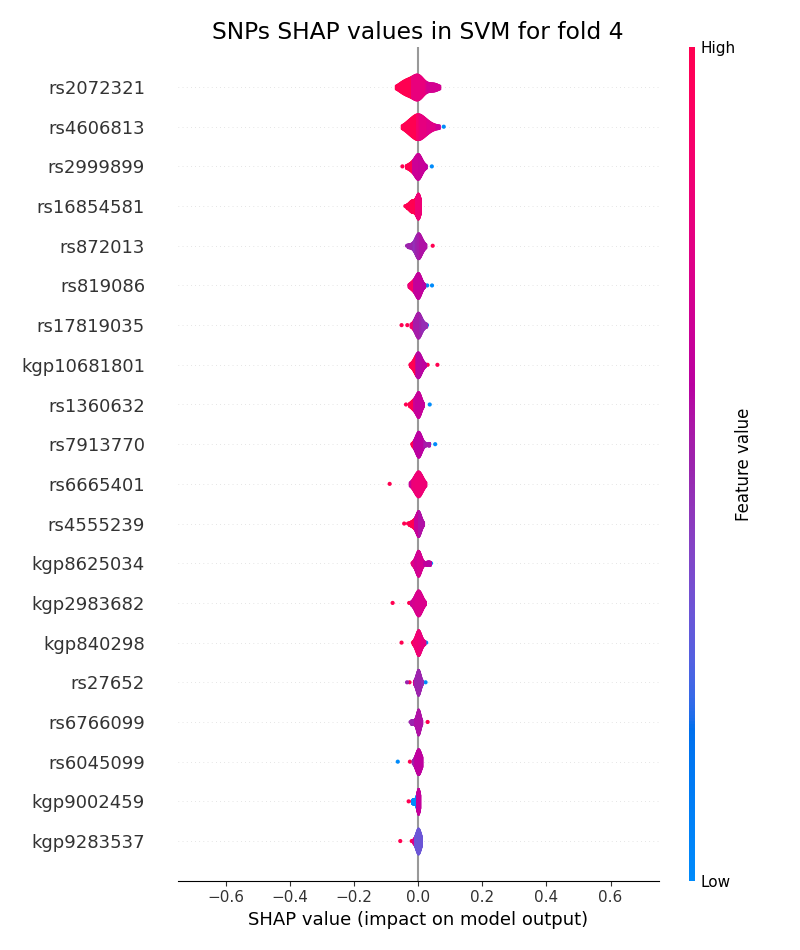 SNPs SHAP values in SVM for fold 4
High
rs2072321
rs4606813
rs2999899
rs16854581
rs872013
rs819086
rs17819035
kgp10681801
rs1360632
rs7913770
rs6665401
rs4555239
kgp8625034
kgp2983682
kgp840298
rs27652
rs6766099
rs6045099
kgp9002459
kgp9283537
Feature value
Low
−0.6 −0.4 −0.2 0.0 0.2 0.4 0.6
SHAP value (impact on model output)